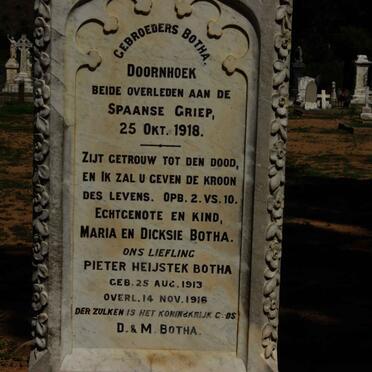 GEBROEDERS BOTHA.
DOORNHOEK
BEIDE OVERLEDEN AAN DE
SPAANSE GRIEP,
25 OKT. 1918.
ZIJT GETROUW TOT DEN DOOD,
EN IK ZAL U GEVEN DE KROON
DES LEVENS. OPB. 2. VS. 10.
ECHTGENOTE EN KIND,
MARIA EN DICKSIE BOTHA.
ONS LIEFLING
PIETER HEIJSTEK BOTHA
GEB. 25 AUG. 1913
OVERL. 14 NOV. 1916
DER ZULKEN IS HET KONINGKRIJK GODS
D. & M. BOTHA.